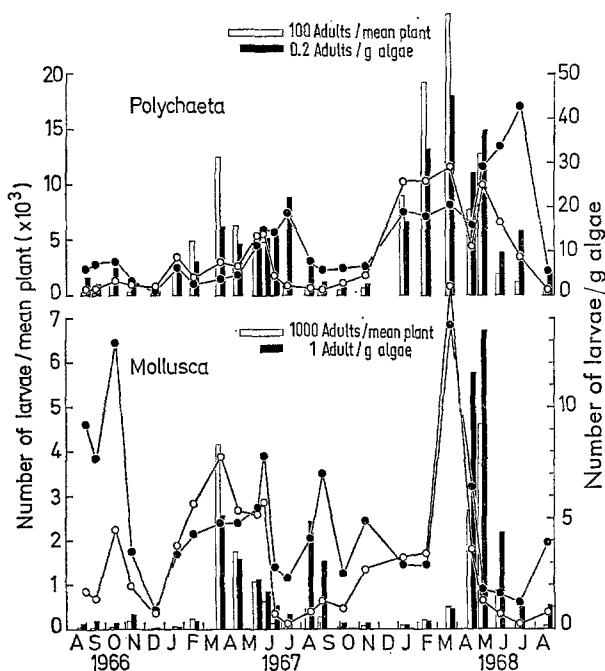 100 Adults/mean plant
0.2 Adults/g algae
Polychaeta
20
15
10
5
0
50
40
30
20
10
0
1000 Adults/mean plant
1 Adult/g algae
Mollusca
7
6
5
4
3
2
1
0
10
5
0
Number of larvae/mean plant (x10³)
Number of larvae/g algae
A S O N D J F M A M J J A S O N D J F M A M J J A
1966 1967 1968